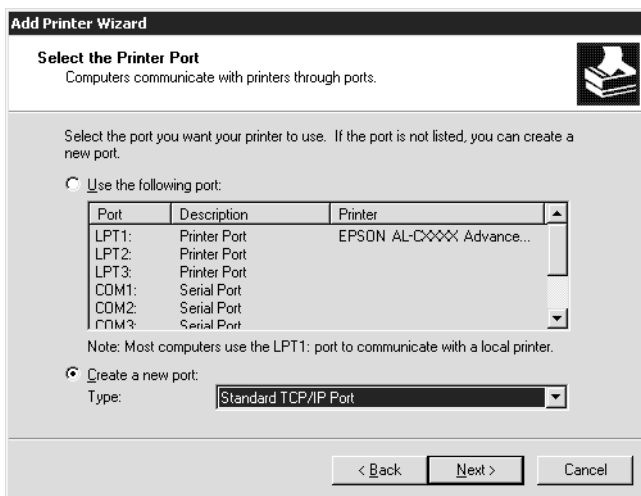 Add Printer Wizard
Select the Printer Port
Computers communicate with printers through ports.
Select the port you want your printer to use. If the port is not listed, you can create a
new port.
Use the following port:
Port Description Printer
LPT1: Printer Port EPSON AL-CXXXX Advance...
LPT2: Printer Port
LPT3: Printer Port
COM1: Serial Port
COM2: Serial Port
COM3: Serial Port
Note: Most computers use the LPT1: port to communicate with a local printer.
Create a new port:
Type: Standard TCP/IP Port
< Back Next > Cancel